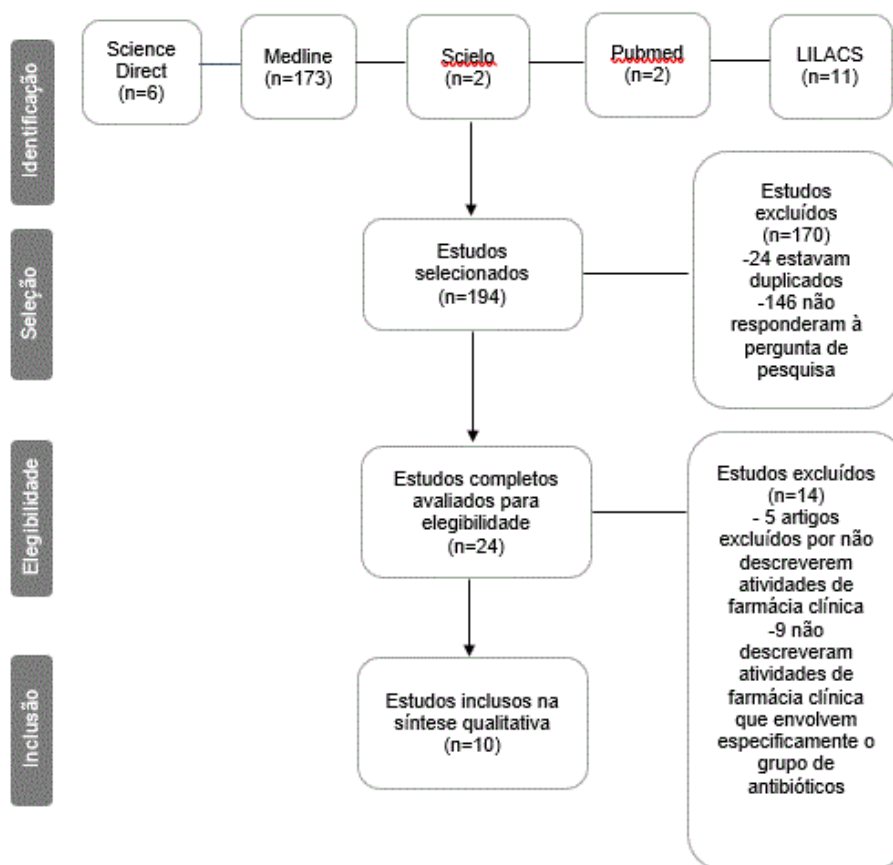 Identificação
Science
Direct
(n=6)
Medline
(n=173)
Scielo
(n=2)
Pubmed
(n=2)
LILACS
(n=11)
Seleção
Estudos
selecionados
(n=194)
Estudos
excluídos
(n=170)
-24 estavam
duplicados
-146 não
responderam à
pergunta de
pesquisa
Elegibilidade
Estudos completos
avaliados para
elegibilidade
(n=24)
Estudos excluídos
(n=14)
- 5 artigos
excluídos por não
descreverem
atividades de
farmácia clínica
-9 não
descreveram
atividades de
farmácia clínica
que envolvem
especificamente o
grupo de
antibióticos
Inclusão
Estudos inclusos na
síntese qualitativa
(n=10)